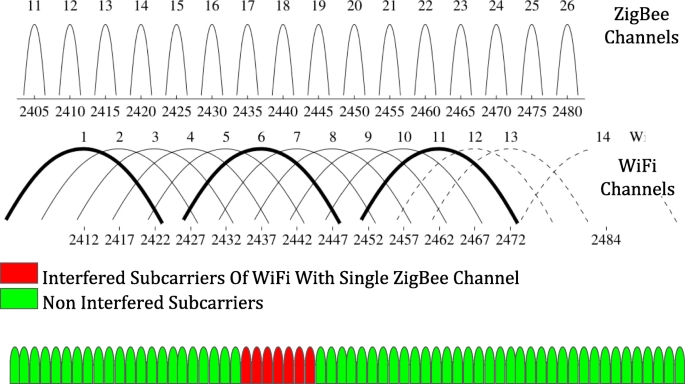 11 12 13 14 15 16 17 18 19 20 21 22 23 24 25 26
ZigBee
Channels
2405 2410 2415 2420 2425 2430 2435 2440 2445 2450 2455 2460 2465 2470 2475 2480
1 2 3 4 5 6 7 8 9 10 11 12 13 14
WiFi
Channels
2412 2417 2422 2427 2432 2437 2442 2447 2452 2457 2462 2467 2472 2484
Interfered Subcarriers Of WiFi With Single ZigBee Channel
Non Interfered Subcarriers